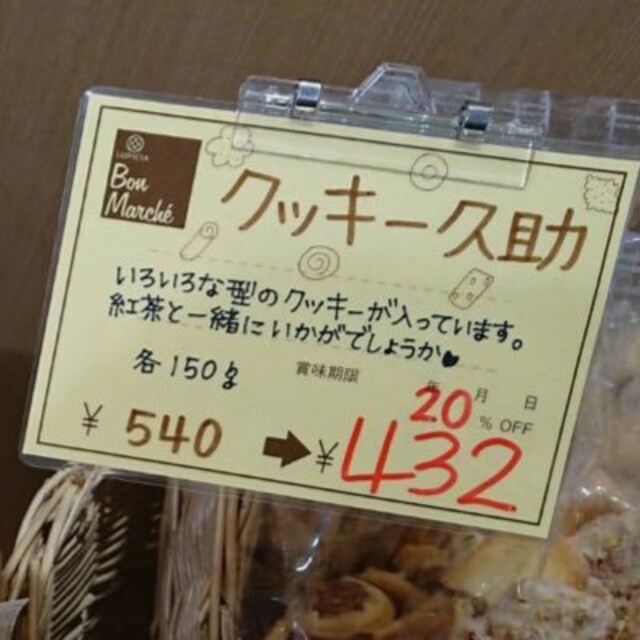 LUPICIA
Bon
Marché
クッキー久助
いろいろな型のクッキーが入っています。
紅茶と一緒にいかがでしょうか♥
各150g
賞味期限 年 月 日
20% OFF
¥ 540 ➡ ¥432